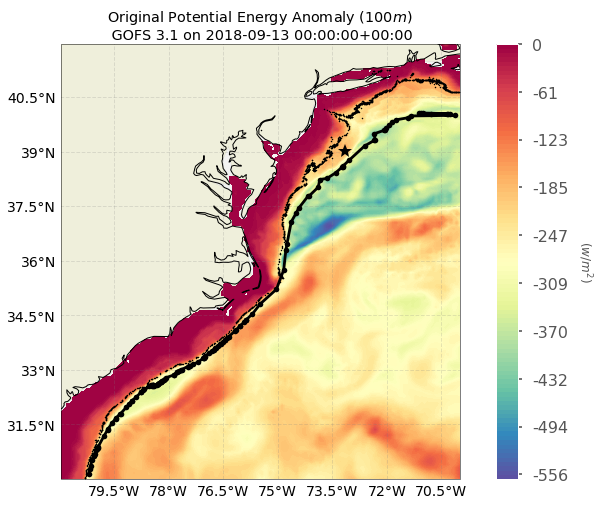 Original Potential Energy Anomaly (100m)
GOFS 3.1 on 2018-09-13 00:00:00+00:00
40.5°N
39°N
37.5°N
36°N
34.5°N
33°N
31.5°N
79.5°W 78°W 76.5°W 75°W 73.5°W 72°W 70.5°W
0
-61
-123
-185
-247
-309
-370
-432
-494
-556
(w/m²)